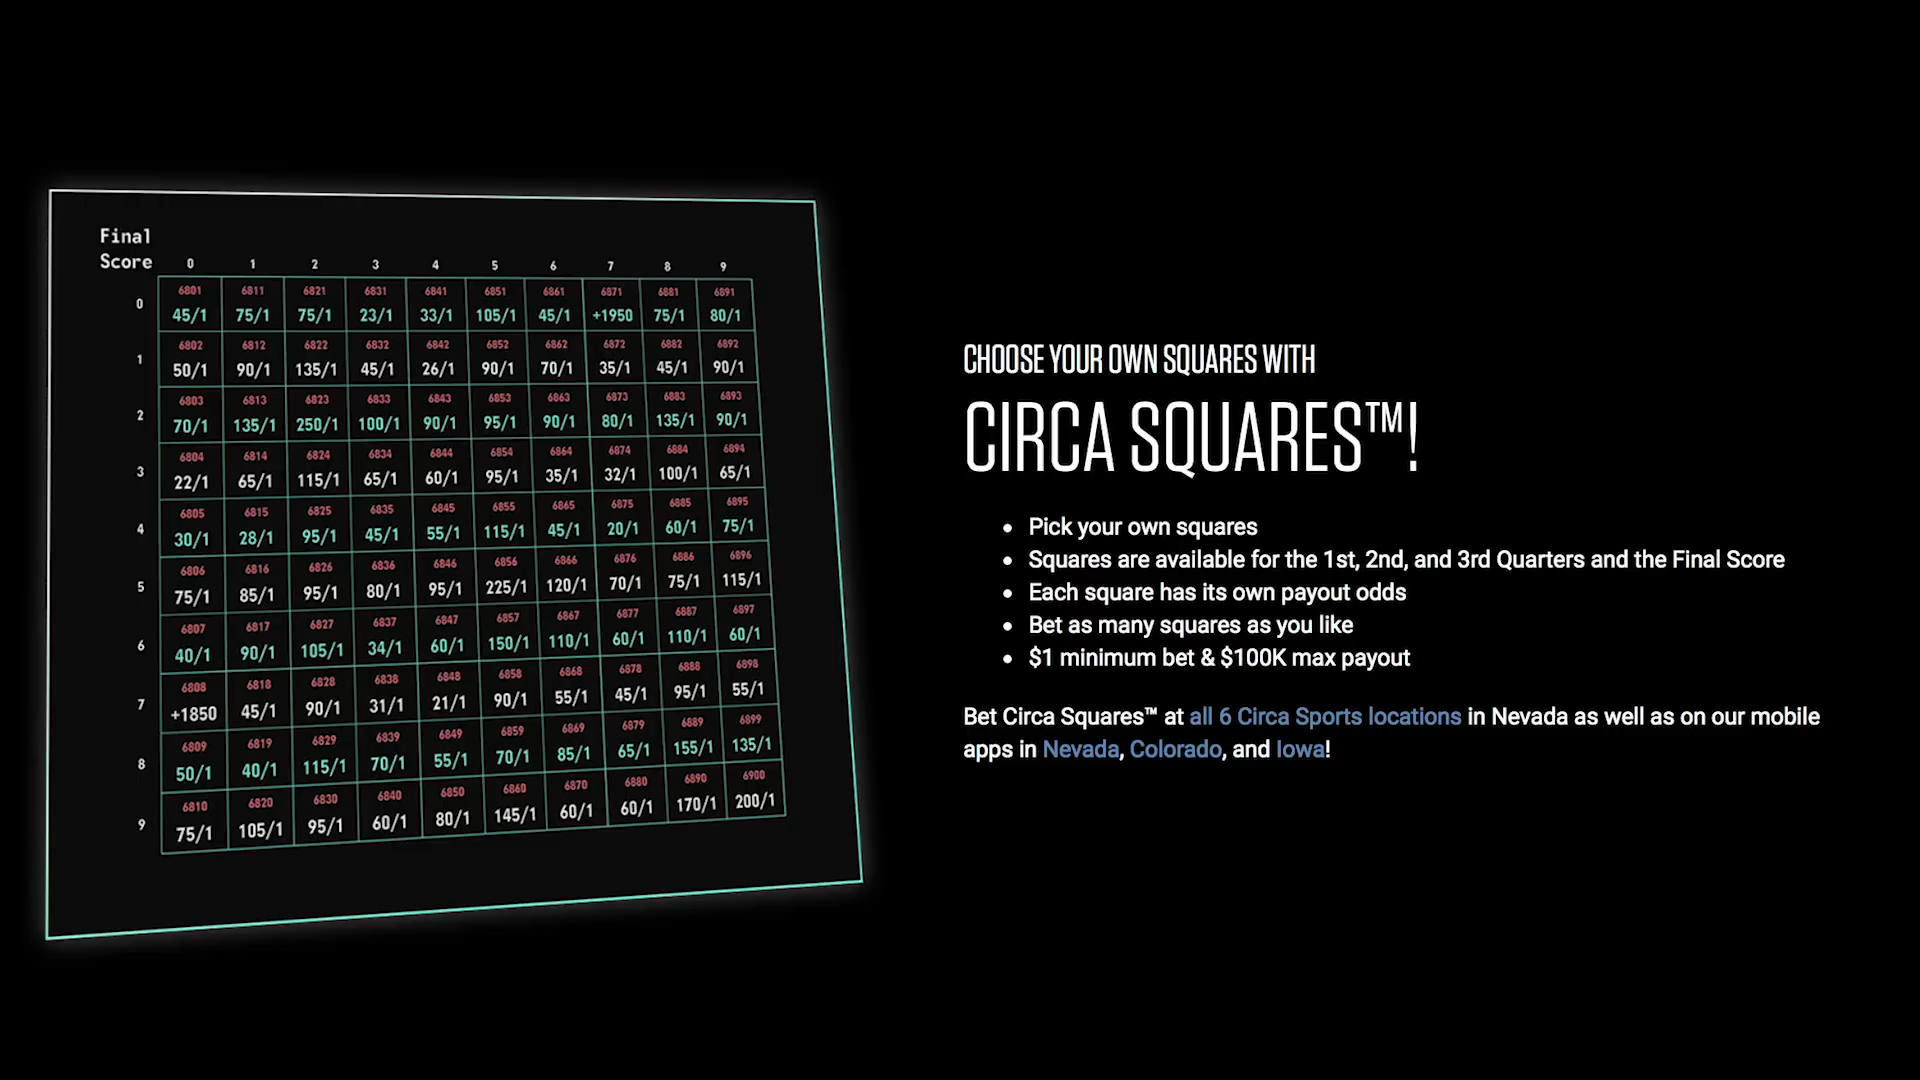 Final
Score 0 1 2 3 4 5 6 7 8 9
6801 6811 6821 6831 6841 6851 6861 6871 6881 6891
0 45/1 75/1 75/1 23/1 33/1 105/1 45/1 +1950 75/1 80/1
6802 6812 6822 6832 6842 6852 6862 6872 6882 6892
1 50/1 90/1 135/1 45/1 26/1 90/1 70/1 35/1 45/1 90/1
6803 6813 6823 6833 6843 6853 6863 6873 6883 6893
2 70/1 135/1 250/1 100/1 90/1 95/1 90/1 80/1 135/1 90/1
6804 6814 6824 6834 6844 6854 6864 6874 6884 6894
3 22/1 65/1 115/1 65/1 60/1 95/1 35/1 32/1 100/1 65/1
6805 6815 6825 6835 6845 6855 6865 6875 6885 6895
4 30/1 28/1 95/1 45/1 55/1 115/1 45/1 20/1 60/1 75/1
6806 6816 6826 6836 6846 6856 6866 6876 6886 6896
5 75/1 85/1 95/1 80/1 95/1 225/1 120/1 70/1 75/1 115/1
6807 6817 6827 6837 6847 6857 6867 6877 6887 6897
6 40/1 90/1 105/1 34/1 60/1 150/1 110/1 60/1 110/1 60/1
6808 6818 6828 6838 6848 6858 6868 6878 6888 6898
7 +1850 45/1 90/1 31/1 21/1 90/1 55/1 45/1 95/1 55/1
6809 6819 6829 6839 6849 6859 6869 6879 6889 6899
8 50/1 40/1 115/1 70/1 55/1 70/1 85/1 65/1 155/1 135/1
6810 6820 6830 6840 6850 6860 6870 6880 6890 6900
9 75/1 105/1 95/1 60/1 80/1 145/1 60/1 60/1 170/1 200/1
CHOOSE YOUR OWN SQUARES WITH
CIRCA SQUARES™!
• Pick your own squares
• Squares are available for the 1st, 2nd, and 3rd Quarters and the Final Score
• Each square has its own payout odds
• Bet as many squares as you like
• $1 minimum bet & $100K max payout
Bet Circa Squares™ at all 6 Circa Sports locations in Nevada as well as on our mobile
apps in Nevada, Colorado, and Iowa!